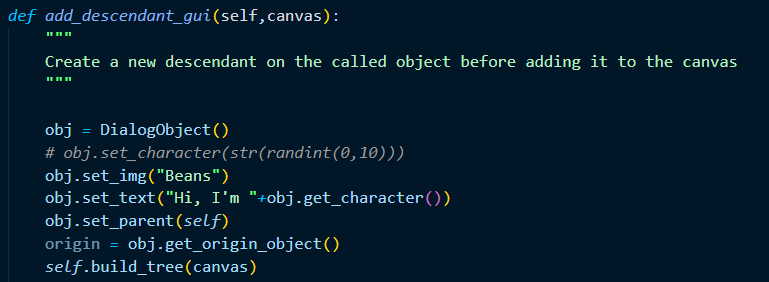 def add_descendant_gui(self,canvas):
    """
    Create a new descendant on the called object before adding it to the canvas
    """

    obj = DialogObject()
    # obj.set_character(str(randint(0,10)))
    obj.set_img("Beans")
    obj.set_text("Hi, I'm "+obj.get_character())
    obj.set_parent(self)
    origin = obj.get_origin_object()
    self.build_tree(canvas)